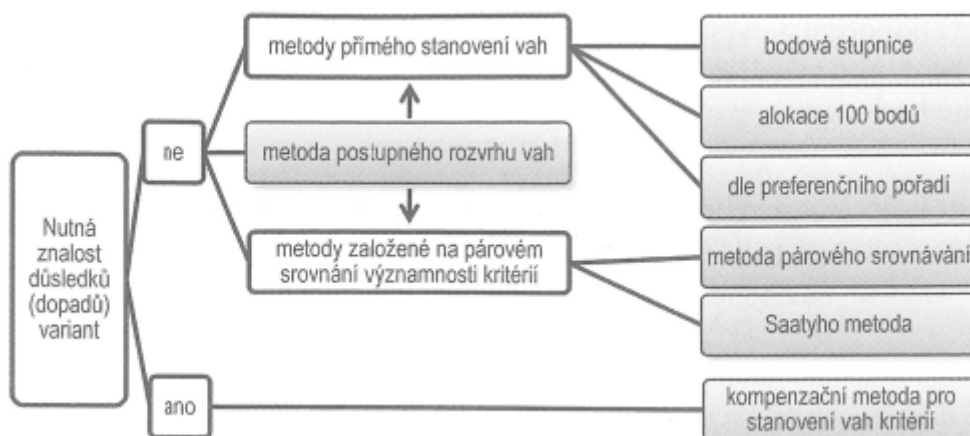 Nutná
znalost
důsledků
(dopadů)
variant
ne
metody přímého stanovení vah
metoda postupného rozvrhu vah
metody založené na párovém
srovnání významnosti kritérií
bodová stupnice
alokace 100 bodů
dle preferenčního pořadí
metoda párového srovnávání
Saatyho metoda
ano
kompenzační metoda pro
stanovení vah kritérií